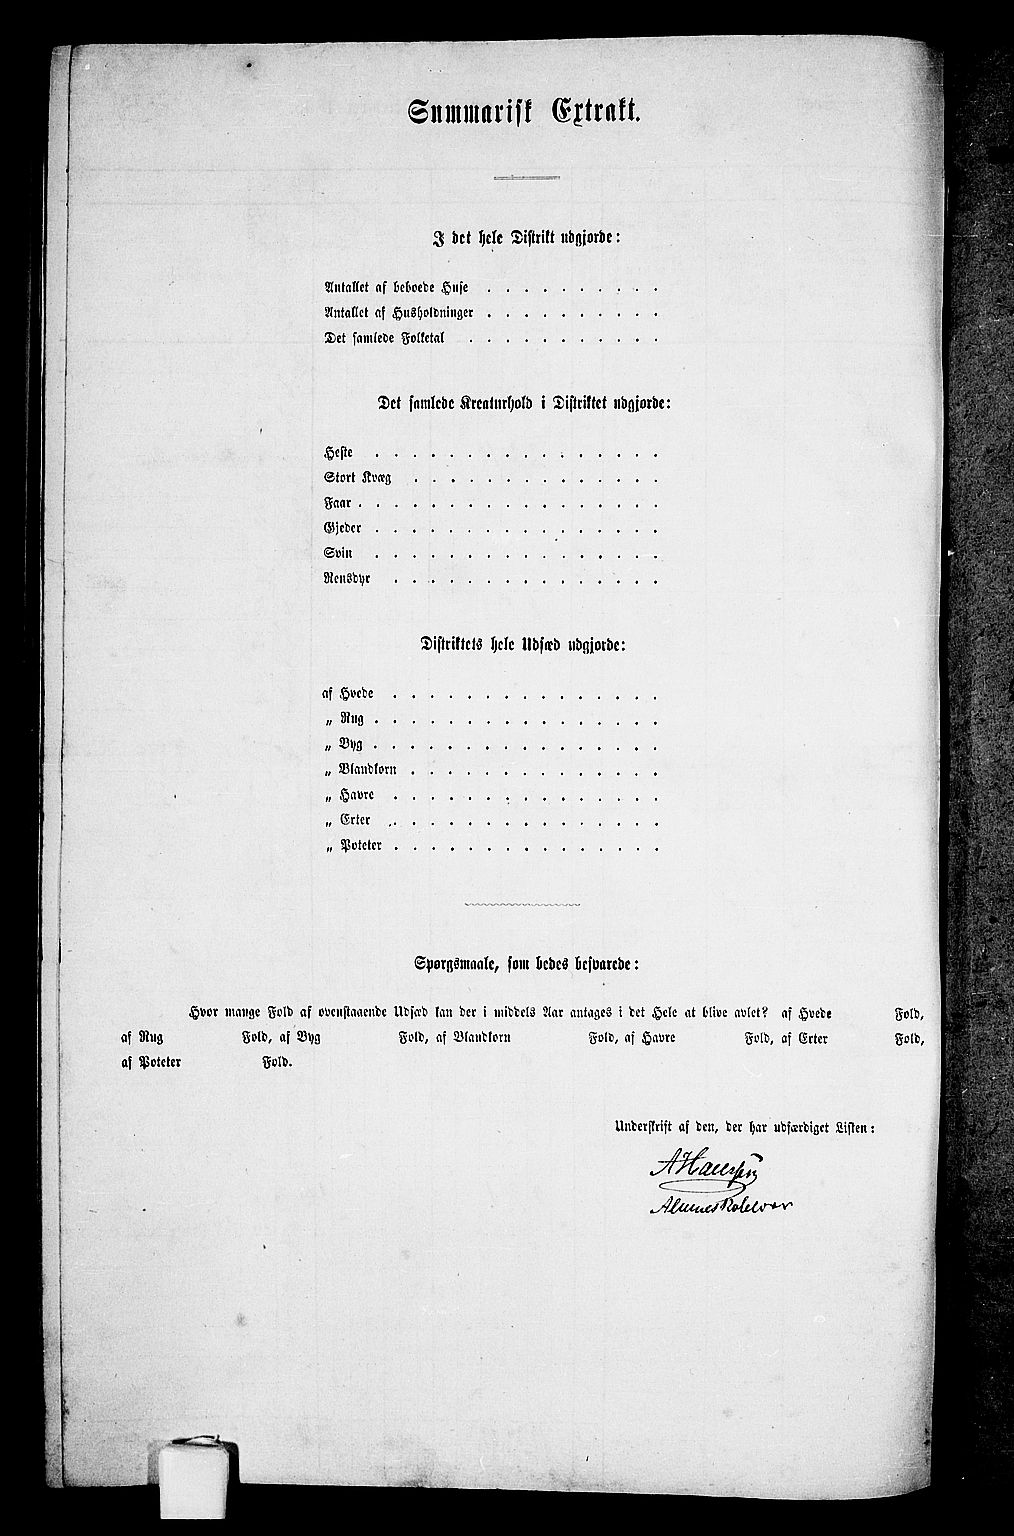 Summarisk Extrakt.
I det hele Distrikt udgjorde:
Antallet af beboede Huse . . . . . . . . . .
Antallet af Husholdninger . . . . . . . . . .
Det samlede Folketal . . . . . . . . . . .
Det samlede Kreaturhold i Distriktet udgjorde:
Heste . . . . . . . . . . . . . . . .
Stort Kvæg . . . . . . . . . . . . . .
Faar . . . . . . . . . . . . . . . . .
Gjeder . . . . . . . . . . . . . . . .
Svin . . . . . . . . . . . . . . . .
Rensdyr . . . . . . . . . . . . . . .
Distriktets hele Udsæd udgjorde:
af Hvede . . . . . . . . . . . . . . .
„ Rug . . . . . . . . . . . . . . . .
„ Byg . . . . . . . . . . . . . . . .
„ Blandkorn . . . . . . . . . . . . . .
„ Havre . . . . . . . . . . . . . . .
„ Erter . . . . . . . . . . . . . . .
„ Poteter . . . . . . . . . . . . . . .
Spørgsmaale, som bedes besvarede:
Hvor mange Fold af ovenstaaende Udsæd kan der i middels Aar antages i det Hele at blive avlet? af Hvede Fold,
af Rug Fold, af Byg Fold, af Blandkorn Fold, af Havre Fold, af Erter Fold,
af Poteter Fold.
Underskrift af den, der har udfærdiget Listen: